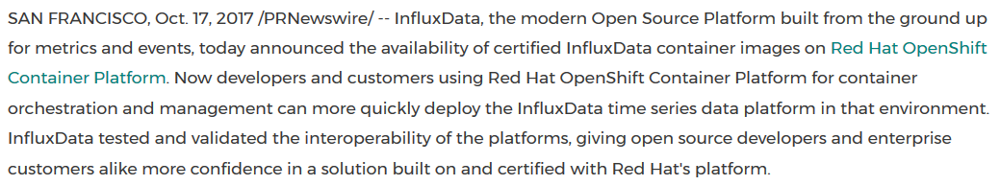 SAN FRANCISCO, Oct. 17, 2017 /PRNewswire/ -- InfluxData, the modern Open Source Platform built from the ground up
for metrics and events, today announced the availability of certified InfluxData container images on Red Hat OpenShift
Container Platform. Now developers and customers using Red Hat OpenShift Container Platform for container
orchestration and management can more quickly deploy the InfluxData time series data platform in that environment.
InfluxData tested and validated the interoperability of the platforms, giving open source developers and enterprise
customers alike more confidence in a solution built on and certified with Red Hat's platform.